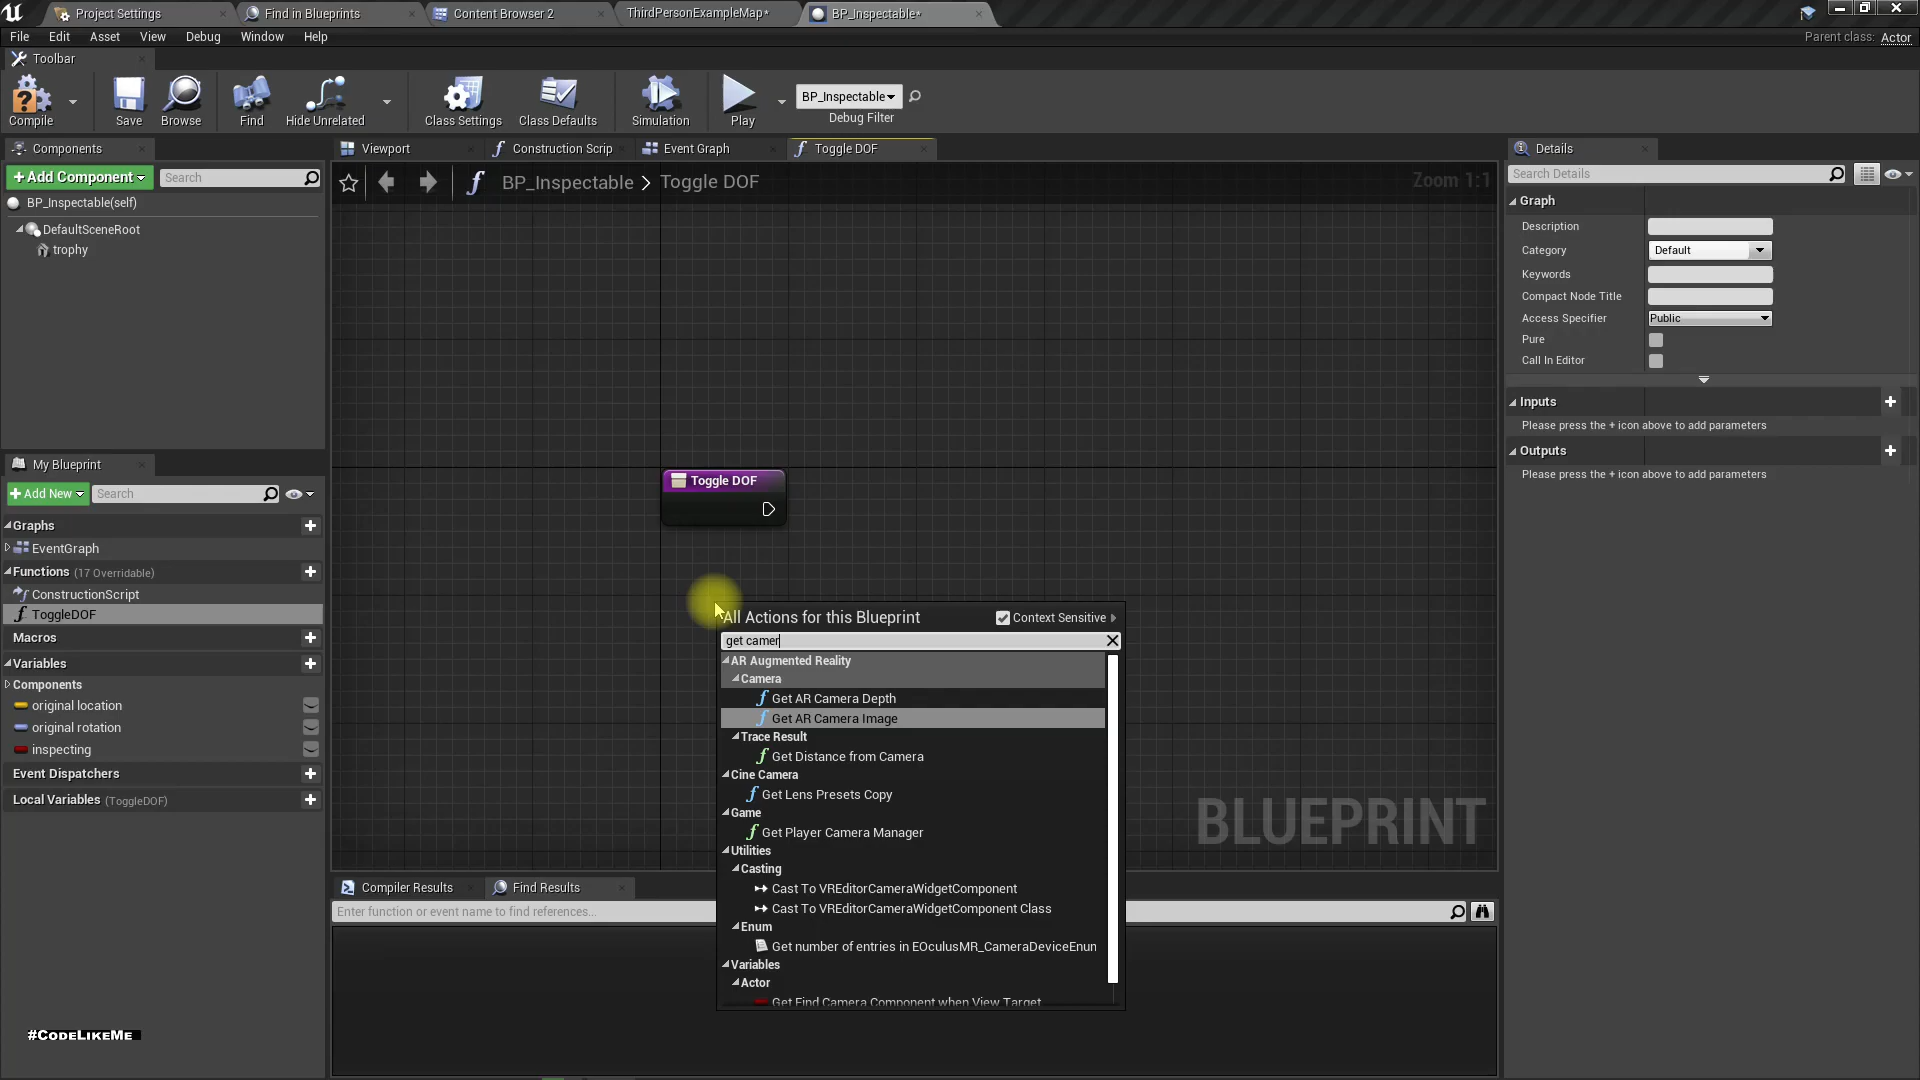 Project Settings
Find in Blueprints
Content Browser 2
ThirdPersonExampleMap*
BP_Inspectable*
File Edit Asset View Debug Window Help
Parent class: Actor
Toolbar
Compile
Save
Browse
Find
Hide Unrelated
Class Settings
Class Defaults
Simulation
Play
BP_Inspectable
Debug Filter
Components
+Add Component
Search
BP_Inspectable(self)
DefaultSceneRoot
trophy
My Blueprint
+Add New
Search
Graphs
EventGraph
Functions (17 Overridable)
ConstructionScript
ToggleDOF
Macros
Variables
Components
original location
original rotation
inspecting
Event Dispatchers
Local Variables (ToggleDOF)
#CodeLikeMe
Viewport
Construction Scrip
Event Graph
Toggle DOF
BP_Inspectable > Toggle DOF
Zoom 1:1
Toggle DOF
All Actions for this Blueprint
Context Sensitive
get camer
AR Augmented Reality
Camera
Get AR Camera Depth
Get AR Camera Image
Trace Result
Get Distance from Camera
Cine Camera
Get Lens Presets Copy
Game
Get Player Camera Manager
Utilities
Casting
Cast To VREditorCameraWidgetComponent
Cast To VREditorCameraWidgetComponent Class
Enum
Get number of entries in EOculusMR_CameraDeviceEnun
Variables
Actor
Get Find Camera Component when View Target
BLUEPRINT
Compiler Results
Find Results
Enter function or event name to find references...
Details
Search Details
Graph
Description
Category
Default
Keywords
Compact Node Title
Access Specifier
Public
Pure
Call In Editor
Inputs
Please press the + icon above to add parameters
Outputs
Please press the + icon above to add parameters